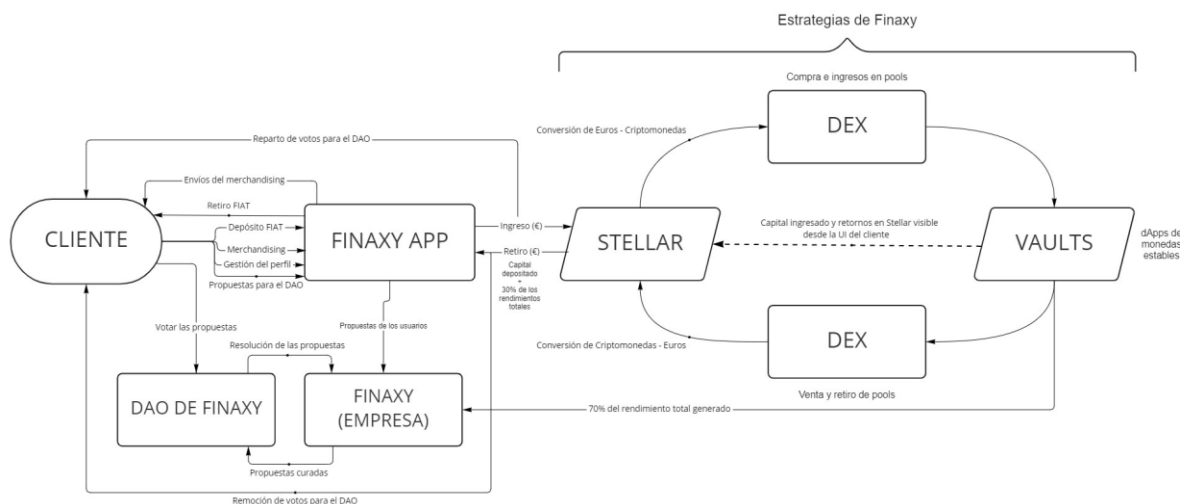 Estrategias de Finaxy
Compra e ingresos en pools
DEX
Conversión de Euros - Criptomonedas
Reparto de votos para el DAO
Envíos del merchandising
Retiro FIAT
CLIENTE
Depósito FIAT
Merchandising
Gestión del perfil
Propuestas para el DAO
FINAXY APP
Ingreso (€)
Retiro (€)
Capital
depositado
+
30% de los
rendimientos
totales
STELLAR
Capital ingresado y retornos en Stellar visible
desde la UI del cliente
VAULTS
dApps de
monedas
estables
Votar las propuestas
Propuestas de los usuarios
Resolución de las propuestas
Conversión de Criptomonedas - Euros
DEX
Venta y retiro de pools
DAO DE FINAXY
FINAXY
(EMPRESA)
70% del rendimiento total generado
Propuestas curadas
Remoción de votos para el DAO